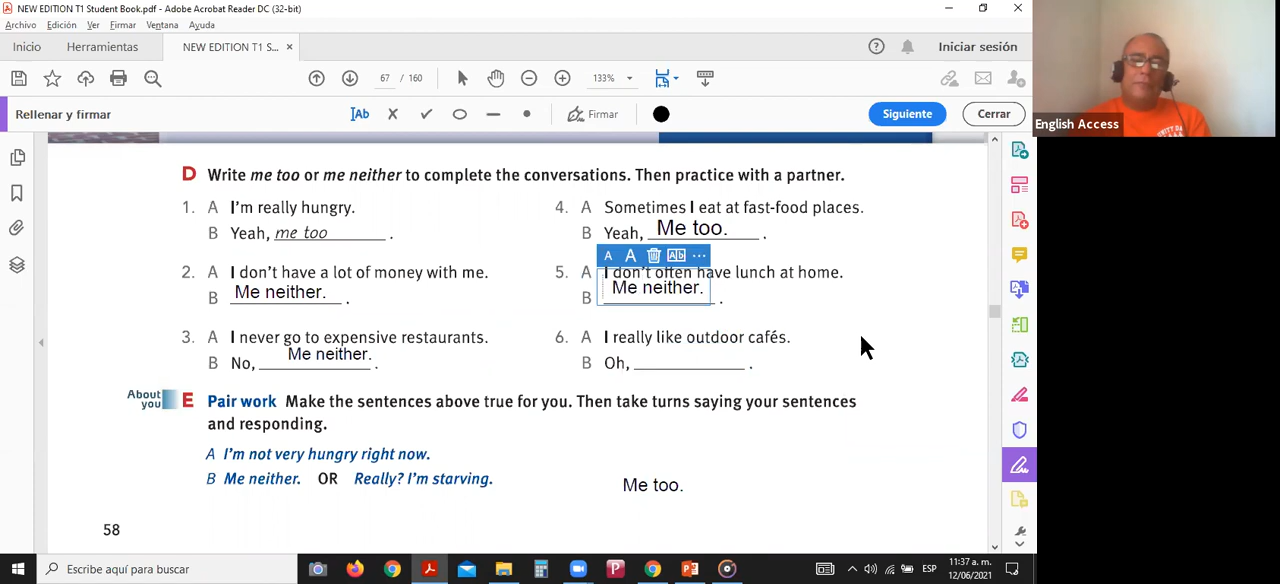 NEW EDITION T1 Student Book.pdf - Adobe Acrobat Reader DC (32-bit)
Archivo Edición Ver Firmar Ventana Ayuda
Inicio Herramientas NEW EDITION T1 S... × Iniciar sesión
67 / 160 133%
Rellenar y firmar Ab Firmar Siguiente Cerrar
English Access
D Write me too or me neither to complete the conversations. Then practice with a partner.
1. A I'm really hungry.
B Yeah, me too .
2. A I don't have a lot of money with me.
B Me neither. .
3. A I never go to expensive restaurants.
B No, Me neither. .
4. A Sometimes I eat at fast-food places.
B Yeah, Me too. .
A A Ab ...
5. A I don't often have lunch at home.
B Me neither. .
6. A I really like outdoor cafés.
B Oh, .
About you E Pair work Make the sentences above true for you. Then take turns saying your sentences
and responding.
A I'm not very hungry right now.
B Me neither. OR Really? I'm starving.
Me too.
58
Escribe aquí para buscar
ESP
11:37 a. m.
12/06/2021